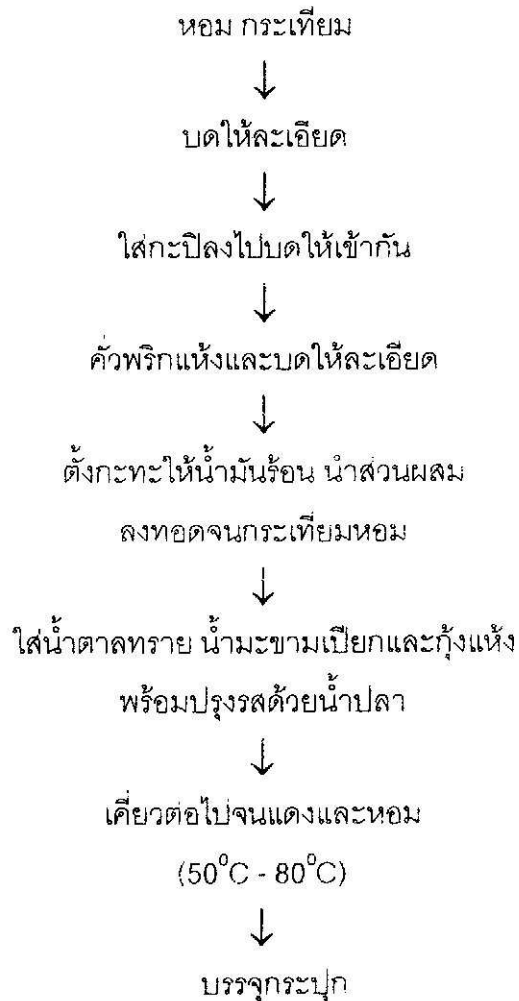 หอม กระเทียม
↓
บดให้ละเอียด
↓
ใส่กะปิลงไปบดให้เข้ากัน
↓
คั่วพริกแห้งและบดให้ละเอียด
↓
ตั้งกะทะให้น้ำมันร้อน นำส่วนผสม
ลงทอดจนกระเทียมหอม
↓
ใส่น้ำตาลทราย น้ำมะขามเปียกและกุ้งแห้ง
พร้อมปรุงรสด้วยน้ำปลา
↓
เคี่ยวต่อไปจนแดงและหอม
(50⁰C - 80⁰C)
↓
บรรจุกระปุก